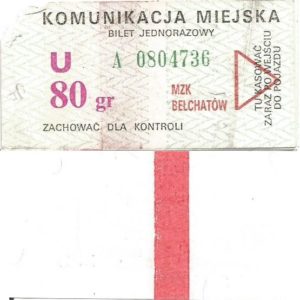 KOMUNIKACJA MIEJSKA
BILET JEDNORAZOWY
U A 0804736
80 gr
MZK
BEŁCHATÓW
ZACHOWAĆ DLA KONTROLI
TU KASOWAĆ
ZARAZ PO WEJŚCIU
DO POJAZDU